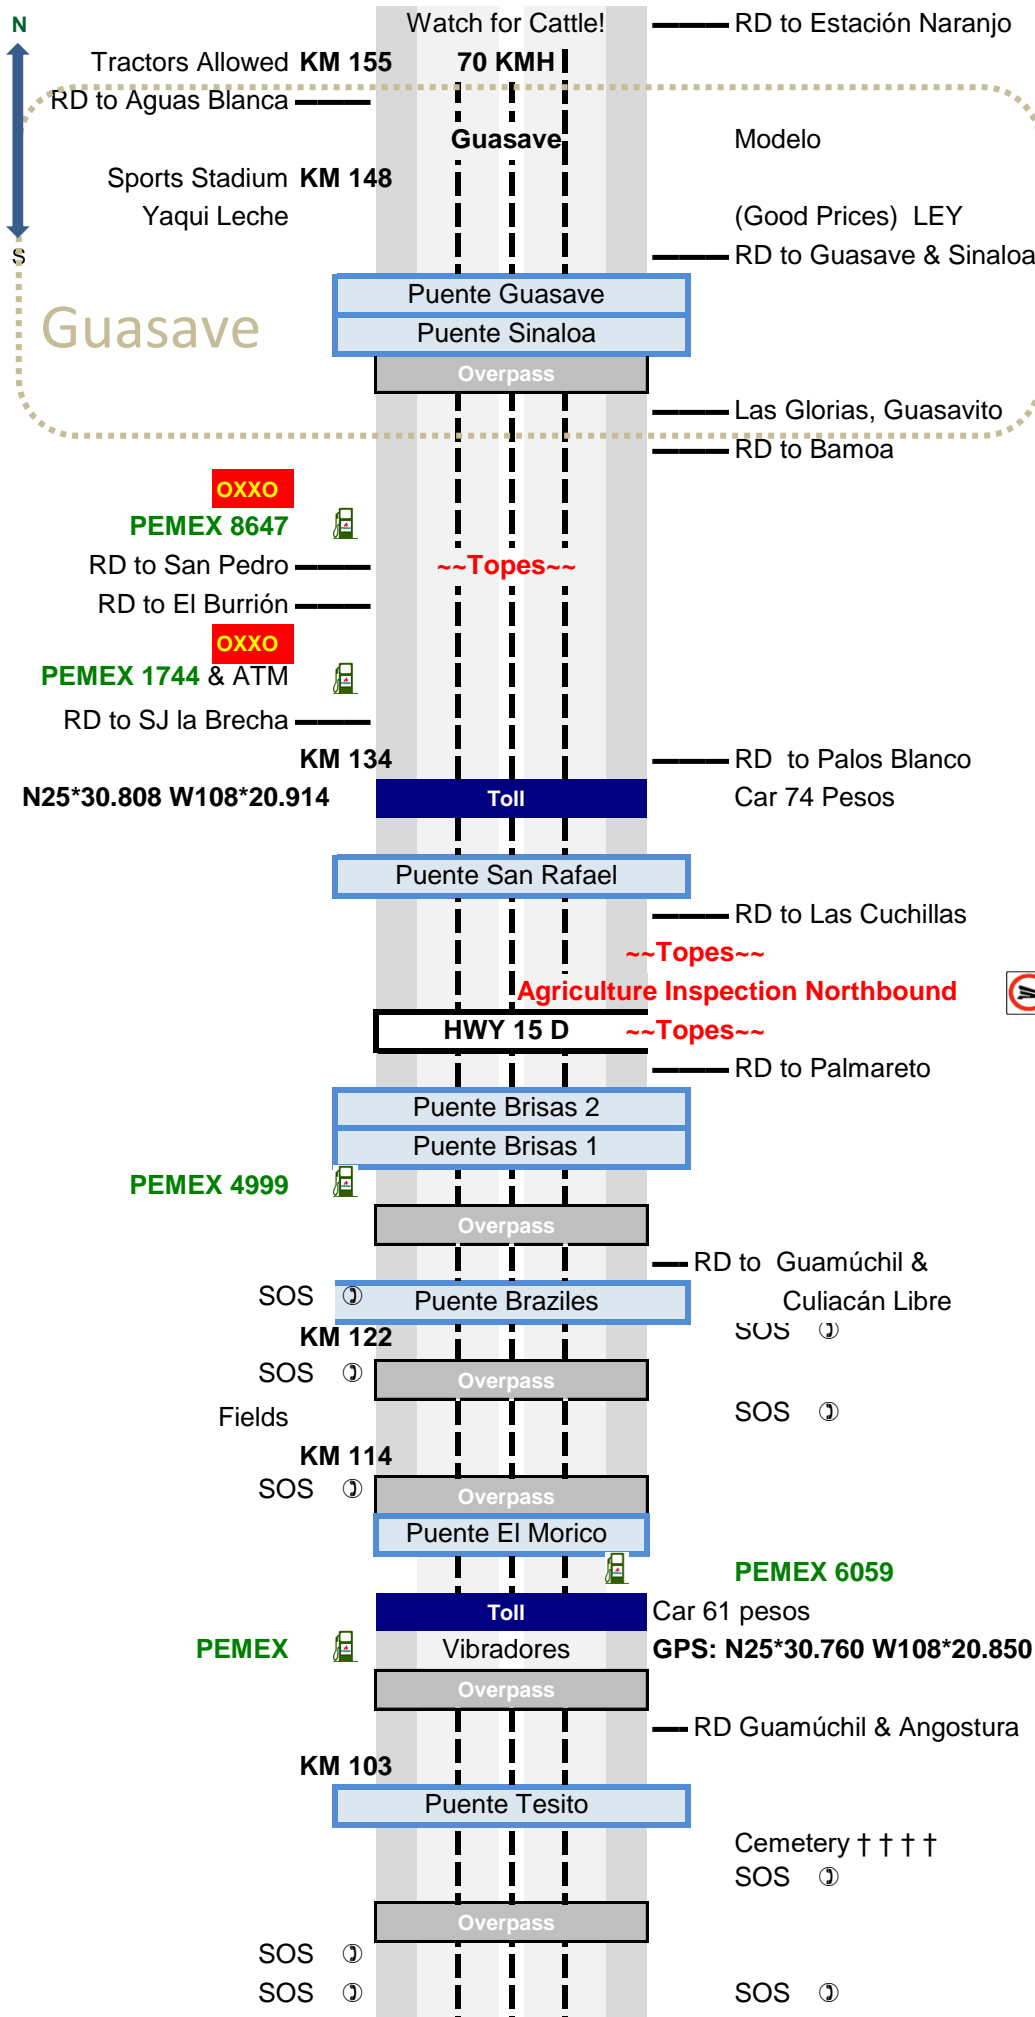 N
Watch for Cattle!
RD to Estación Naranjo
Tractors Allowed KM 155 70 KMH
RD to Aguas Blanca
Guasave
Modelo
Sports Stadium KM 148
Yaqui Leche
(Good Prices) LEY
S
RD to Guasave & Sinaloa
Puente Guasave
Guasave
Puente Sinaloa
Overpass
Las Glorias, Guasavito
RD to Bamoa
OXXO
PEMEX 8647
RD to San Pedro
~~Topes~~
RD to El Burrión
OXXO
PEMEX 1744 & ATM
RD to SJ la Brecha
KM 134
RD to Palos Blanco
N25*30.808 W108*20.914
Toll
Car 74 Pesos
Puente San Rafael
RD to Las Cuchillas
~~Topes~~
Agriculture Inspection Northbound
HWY 15 D
~~Topes~~
RD to Palmareto
Puente Brisas 2
Puente Brisas 1
PEMEX 4999
Overpass
RD to Guamúchil &
SOS
Puente Braziles
Culiacán Libre
KM 122
SOS
SOS
Overpass
Fields
SOS
KM 114
SOS
Overpass
Puente El Morico
PEMEX 6059
Toll
Car 61 pesos
PEMEX
Vibradores
GPS: N25*30.760 W108*20.850
Overpass
RD Guamúchil & Angostura
KM 103
Puente Tesito
Cemetery † † † †
SOS
Overpass
SOS
SOS
SOS